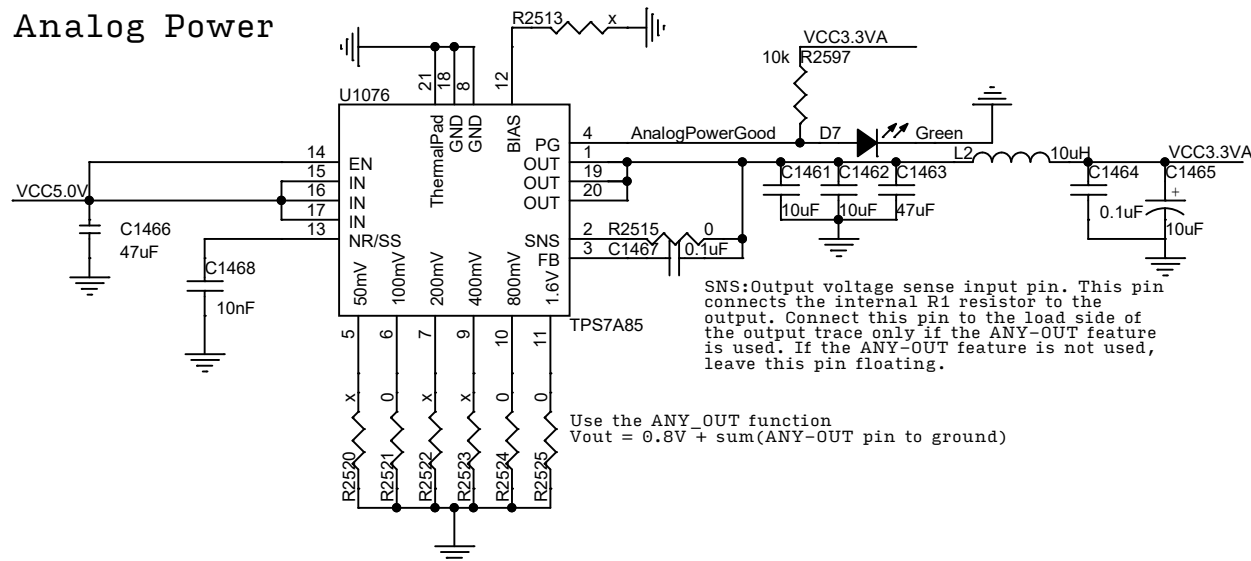 Analog Power
R2513
x
VCC3.3VA
10k
R2597
21
18
8
12
U1076
ThermalPad
GND
GND
BIAS
PG
4
AnalogPowerGood
D7
Green
14
EN
OUT
1
L2
10uH
VCC3.3VA
15
IN
OUT
19
C1461
C1462
C1463
C1464
C1465
VCC5.0V
16
IN
OUT
20
+
10uF
10uF
47uF
0.1uF
10uF
17
IN
C1466
47uF
13
NR/SS
SNS
2
R2515
0
FB
3
C1467
0.1uF
C1468
10nF
50mV
100mV
200mV
400mV
800mV
1.6V
TPS7A85
SNS:Output voltage sense input pin. This pin
connects the internal R1 resistor to the
output. Connect this pin to the load side of
the output trace only if the ANY-OUT feature
is used. If the ANY-OUT feature is not used,
leave this pin floating.
5
6
7
9
10
11
x
0
x
x
0
0
Use the ANY_OUT function
Vout = 0.8V + sum(ANY-OUT pin to ground)
R2520
R2521
R2522
R2523
R2524
R2525